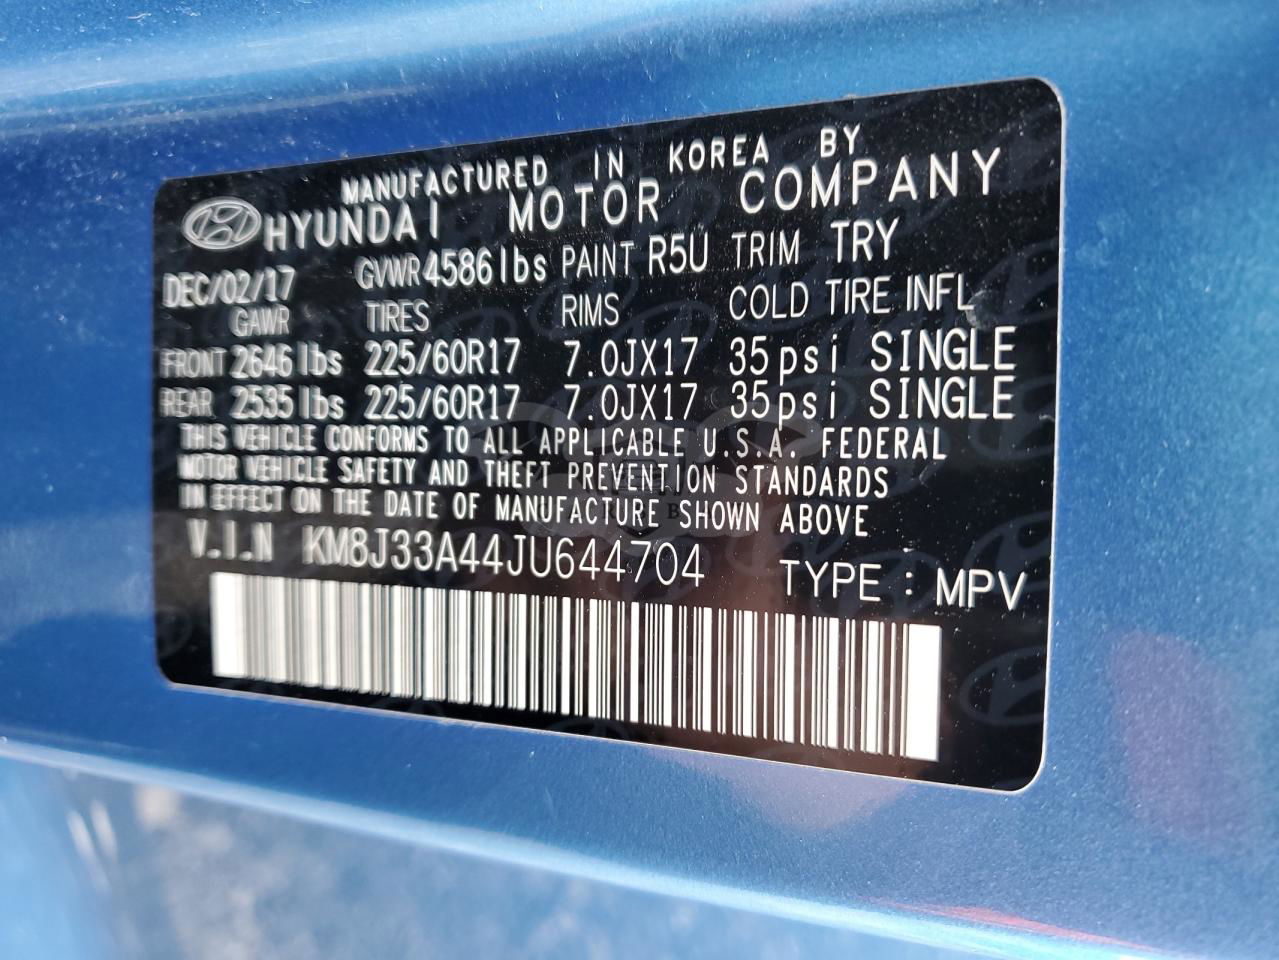 MANUFACTURED IN KOREA BY
HYUNDAI MOTOR COMPANY
DEC/02/17 GVWR 4586lbs PAINT R5U TRIM TRY
GAWR TIRES RIMS COLD TIRE INFL
FRONT 2646lbs 225/60R17 7.0JX17 35psi SINGLE
REAR 2535lbs 225/60R17 7.0JX17 35psi SINGLE
THIS VEHICLE CONFORMS TO ALL APPLICABLE U.S.A. FEDERAL
MOTOR VEHICLE SAFETY AND THEFT PREVENTION STANDARDS
IN EFFECT ON THE DATE OF MANUFACTURE SHOWN ABOVE
V.I.N KM8J33A44JU644704 TYPE : MPV